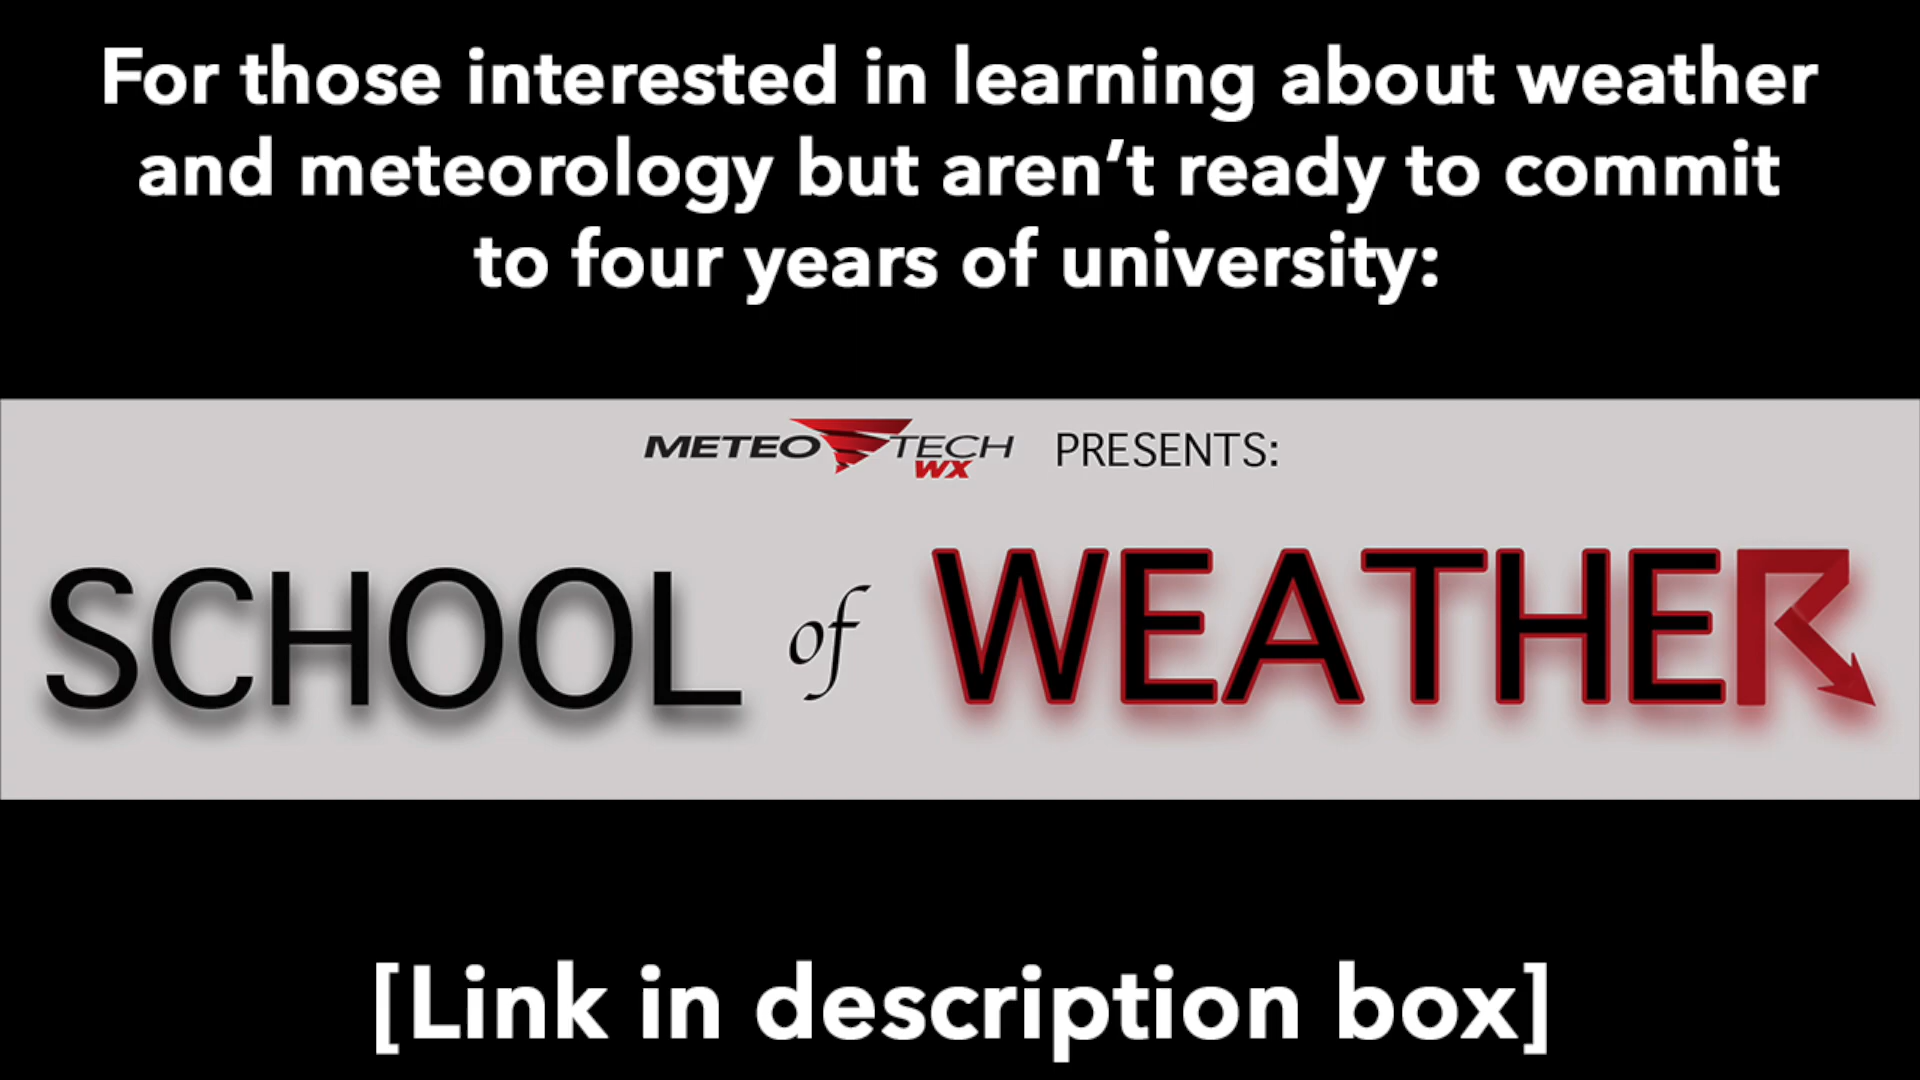 For those interested in learning about weather
and meteorology but aren’t ready to commit
to four years of university:
METEO TECH WX PRESENTS:
SCHOOL of WEATHER
[Link in description box]